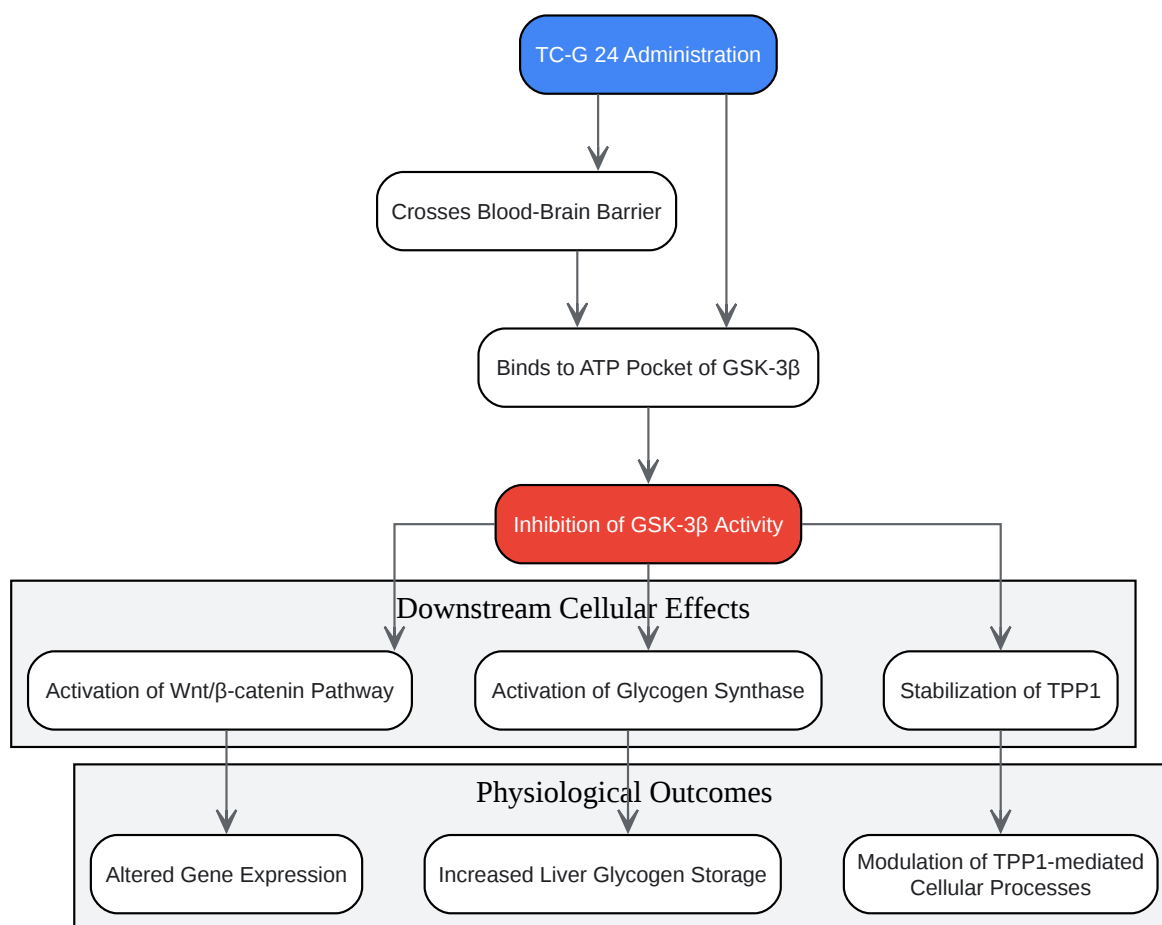 TC-G 24 Administration
Crosses Blood-Brain Barrier
Binds to ATP Pocket of GSK-3β
Inhibition of GSK-3β Activity
Downstream Cellular Effects
Activation of Wnt/β-catenin Pathway
Activation of Glycogen Synthase
Stabilization of TPP1
Physiological Outcomes
Altered Gene Expression
Increased Liver Glycogen Storage
Modulation of TPP1-mediated
Cellular Processes